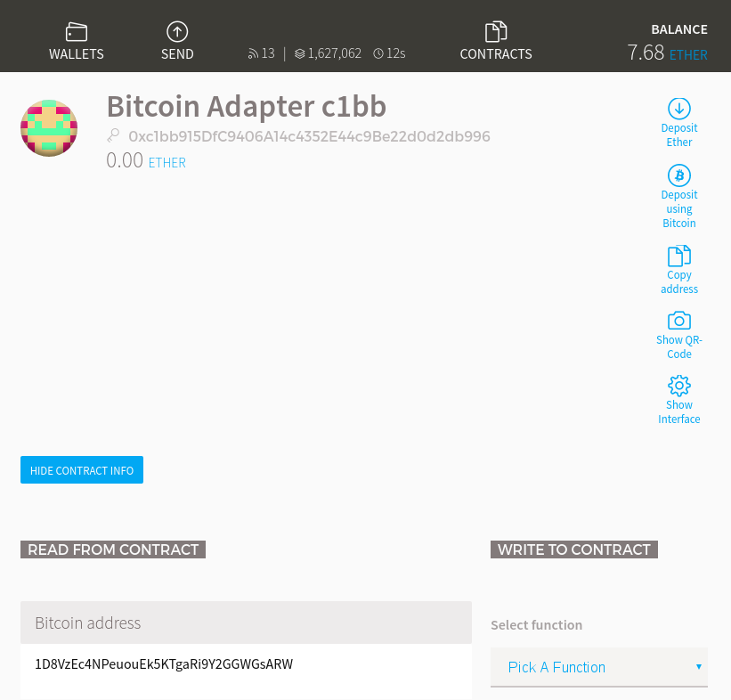 WALLETS
SEND
13 | 1,627,062 12s
CONTRACTS
BALANCE
7.68 ETHER
Bitcoin Adapter c1bb
0xc1bb915DfC9406A14c4352E44c9Be22d0d2db996
0.00 ETHER
Deposit
Ether
Deposit
using
Bitcoin
Copy
address
Show QR-
Code
Show
Interface
HIDE CONTRACT INFO
READ FROM CONTRACT
Bitcoin address
1D8VzEc4NPeuouEk5KTgaRi9Y2GGWGsARW
WRITE TO CONTRACT
Select function
Pick A Function